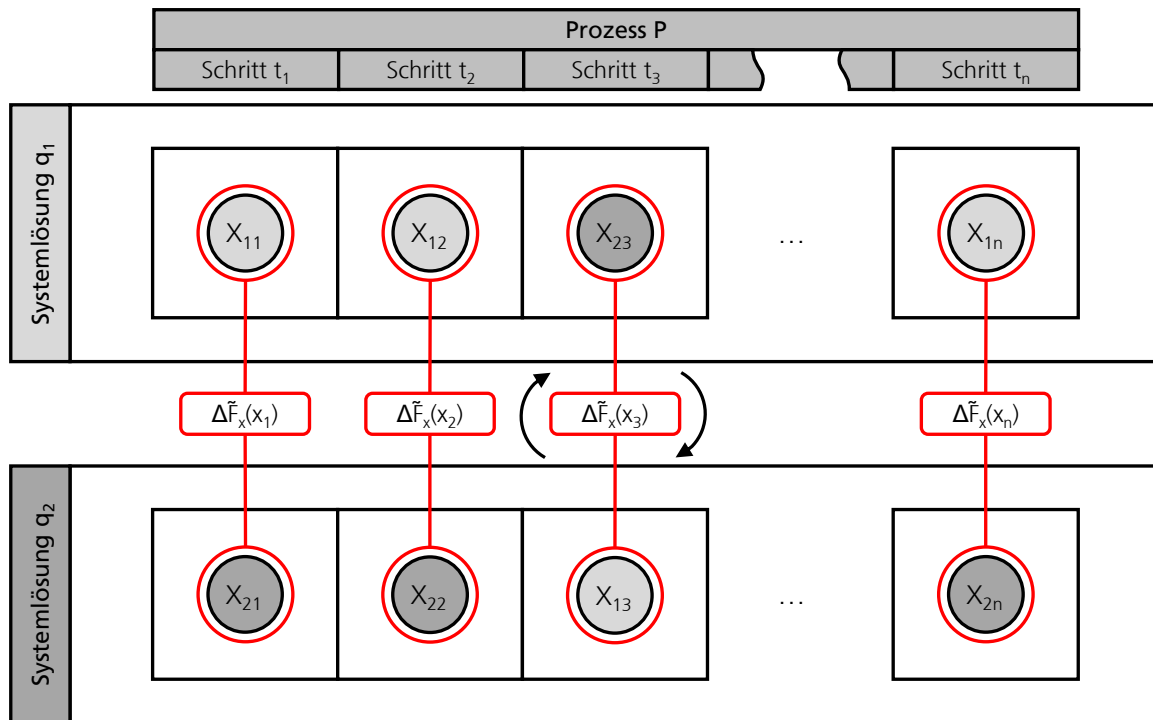 Prozess P
Schritt t₁ Schritt t₂ Schritt t₃ Schritt tₙ
Systemlösung q₁
X₁₁ X₁₂ X₂₃ ... X₁ₙ
ΔF̃ₓ(x₁) ΔF̃ₓ(x₂) ΔF̃ₓ(x₃) ΔF̃ₓ(xₙ)
Systemlösung q₂
X₂₁ X₂₂ X₁₃ ... X₂ₙ